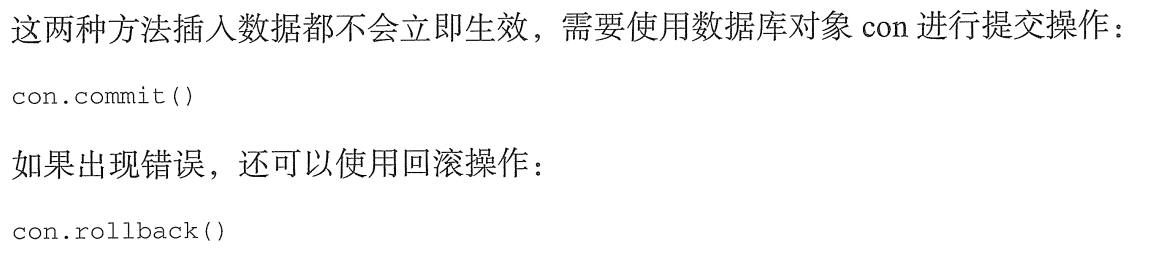 这两种方法插入数据都不会立即生效，需要使用数据库对象 con 进行提交操作：
con.commit()
如果出现错误，还可以使用回滚操作：
con.rollback()